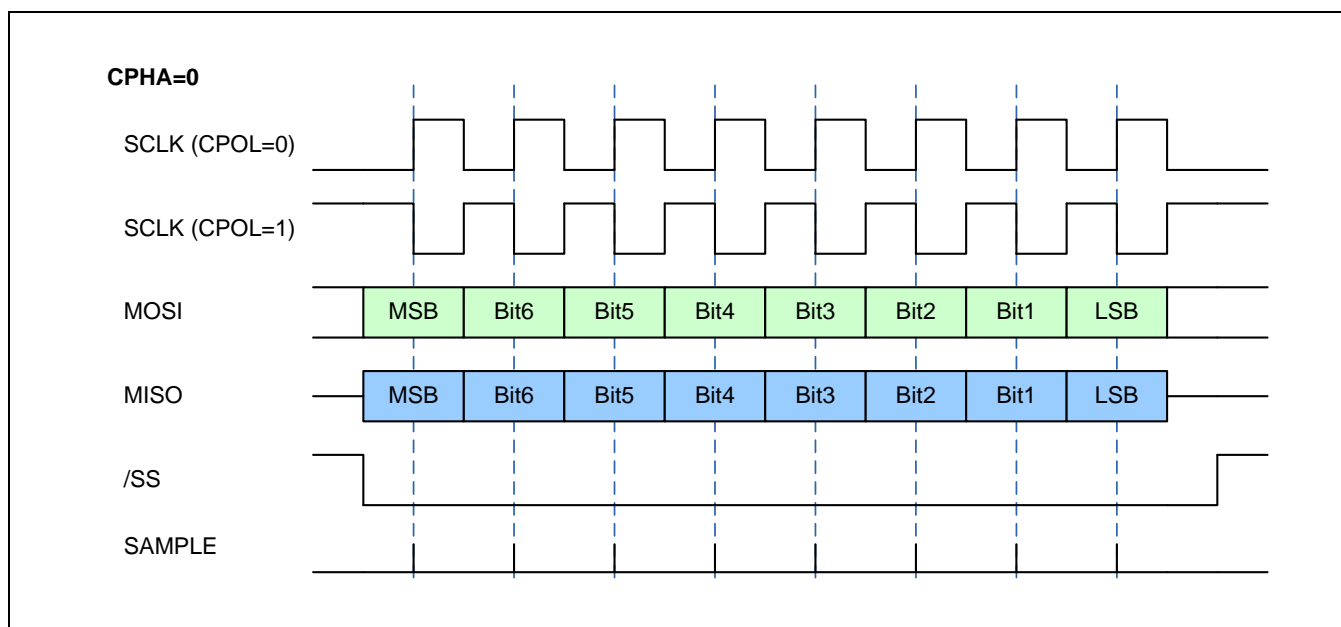 CPHA=0
SCLK (CPOL=0)
SCLK (CPOL=1)
MOSI MSB Bit6 Bit5 Bit4 Bit3 Bit2 Bit1 LSB
MISO MSB Bit6 Bit5 Bit4 Bit3 Bit2 Bit1 LSB
/SS
SAMPLE